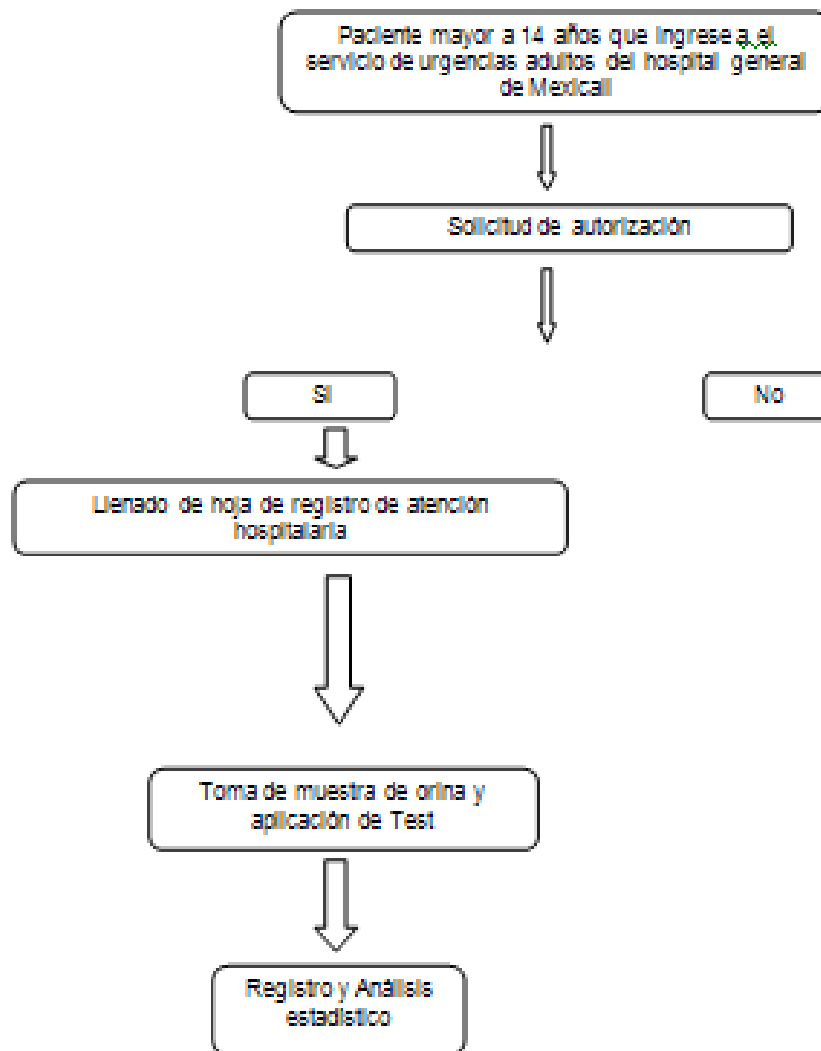 Paciente mayor a 14 años que ingrese a el
servicio de urgencias adultos del hospital general
de Mexicali
Solicitud de autorización
Si
No
Llenado de hoja de registro de atención
hospitalaria
Toma de muestra de orina y
aplicación de Test
Registro y Análisis
estadístico